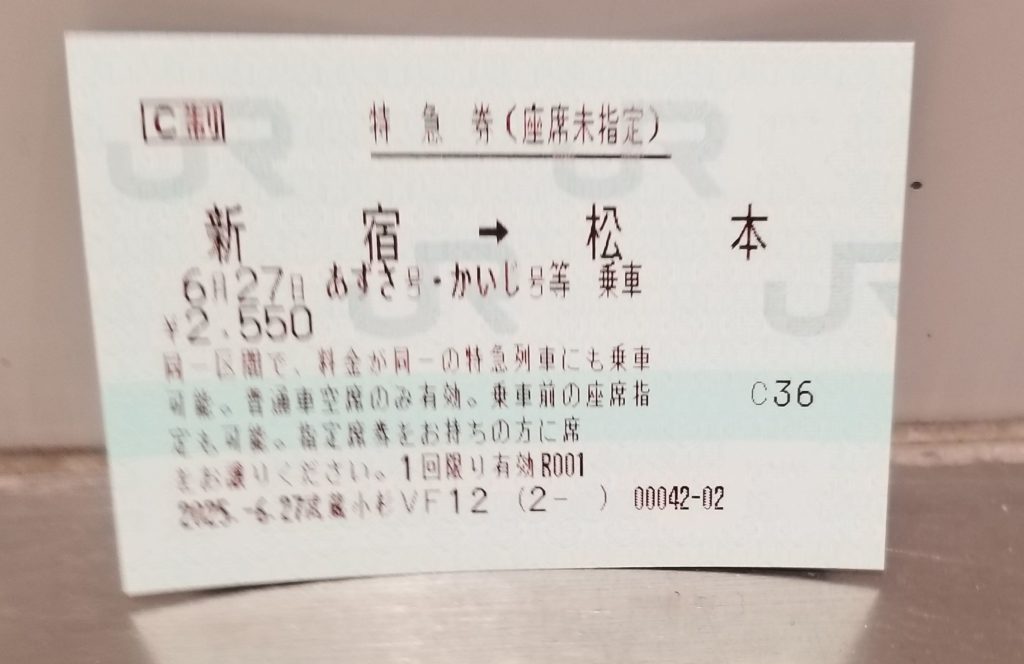 C制
特急券(座席未指定)
新宿→松本
6月27日 あずさ号・かいじ号等 乗車
¥2,550
同一区間で、料金が同一の特急列車にも乗車
可能。普通車空席のみ有効。乗車前の座席指 C36
定も可能。指定席券をお持ちの方に席
をお譲りください。1回限り有効R001
2025.-6.27武蔵小杉VF12 (2- ) 00042-02